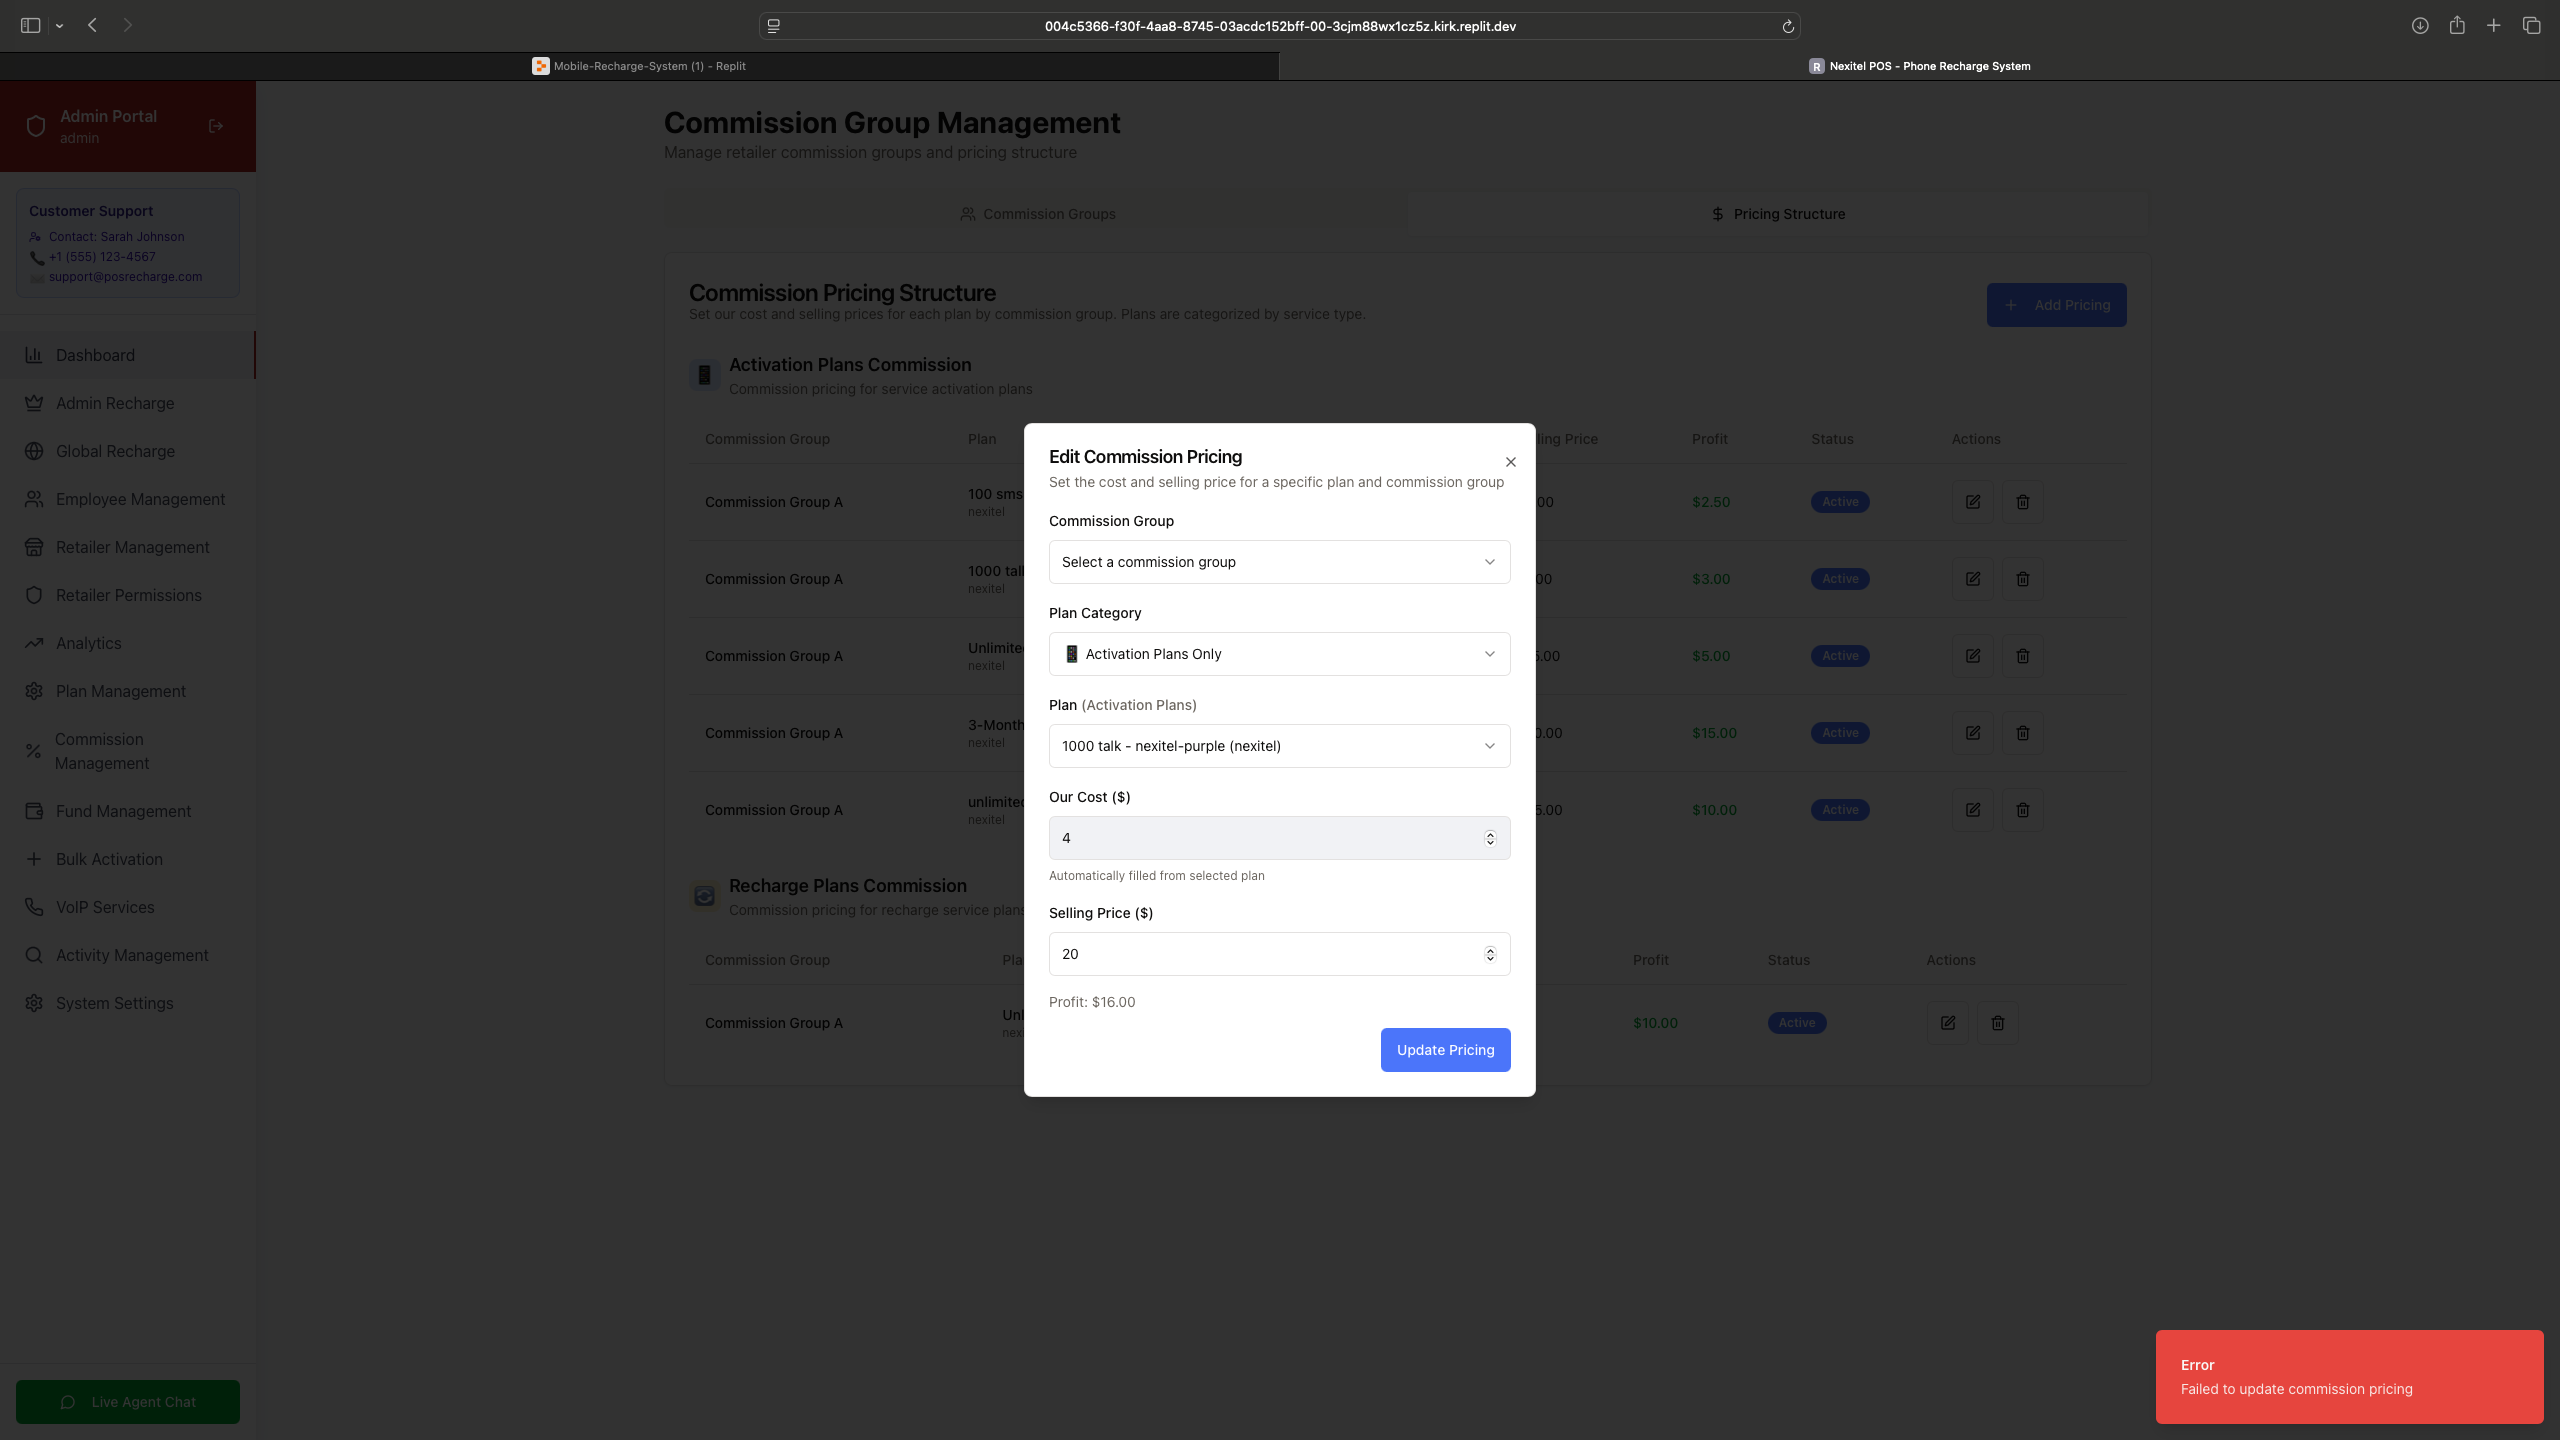 004c5366-f30f-4aa8-8745-03acdc152bff-00-3cjm88wx1cz5z.kirk.replit.dev
Mobile-Recharge-System (1) - Replit
R Nexitel POS - Phone Recharge System
Admin Portal
admin
Customer Support
Contact: Sarah Johnson
+1 (555) 123-4567
support@posrecharge.com
Dashboard
Admin Recharge
Global Recharge
Employee Management
Retailer Management
Retailer Permissions
Analytics
Plan Management
Commission
Management
Fund Management
Bulk Activation
VoIP Services
Activity Management
System Settings
Live Agent Chat
Commission Group Management
Manage retailer commission groups and pricing structure
Commission Groups
Pricing Structure
Commission Pricing Structure
Set our cost and selling prices for each plan by commission group. Plans are categorized by service type.
Add Pricing
Activation Plans Commission
Commission pricing for service activation plans
Commission Group Plan ling Price Profit Status Actions
Commission Group A 100 sms 00 $2.50 Active
nexitel
Commission Group A 1000 tal 00 $3.00 Active
nexitel
Commission Group A Unlimite 5.00 $5.00 Active
nexitel
Commission Group A 3-Month 0.00 $15.00 Active
nexitel
Commission Group A unlimite 5.00 $10.00 Active
nexitel
Recharge Plans Commission
Commission pricing for recharge service plans
Commission Group Pla Profit Status Actions
Commission Group A Unl $10.00 Active
nex
Edit Commission Pricing
Set the cost and selling price for a specific plan and commission group
Commission Group
Select a commission group
Plan Category
Activation Plans Only
Plan (Activation Plans)
1000 talk - nexitel-purple (nexitel)
Our Cost ($)
4
Automatically filled from selected plan
Selling Price ($)
20
Profit: $16.00
Update Pricing
Error
Failed to update commission pricing